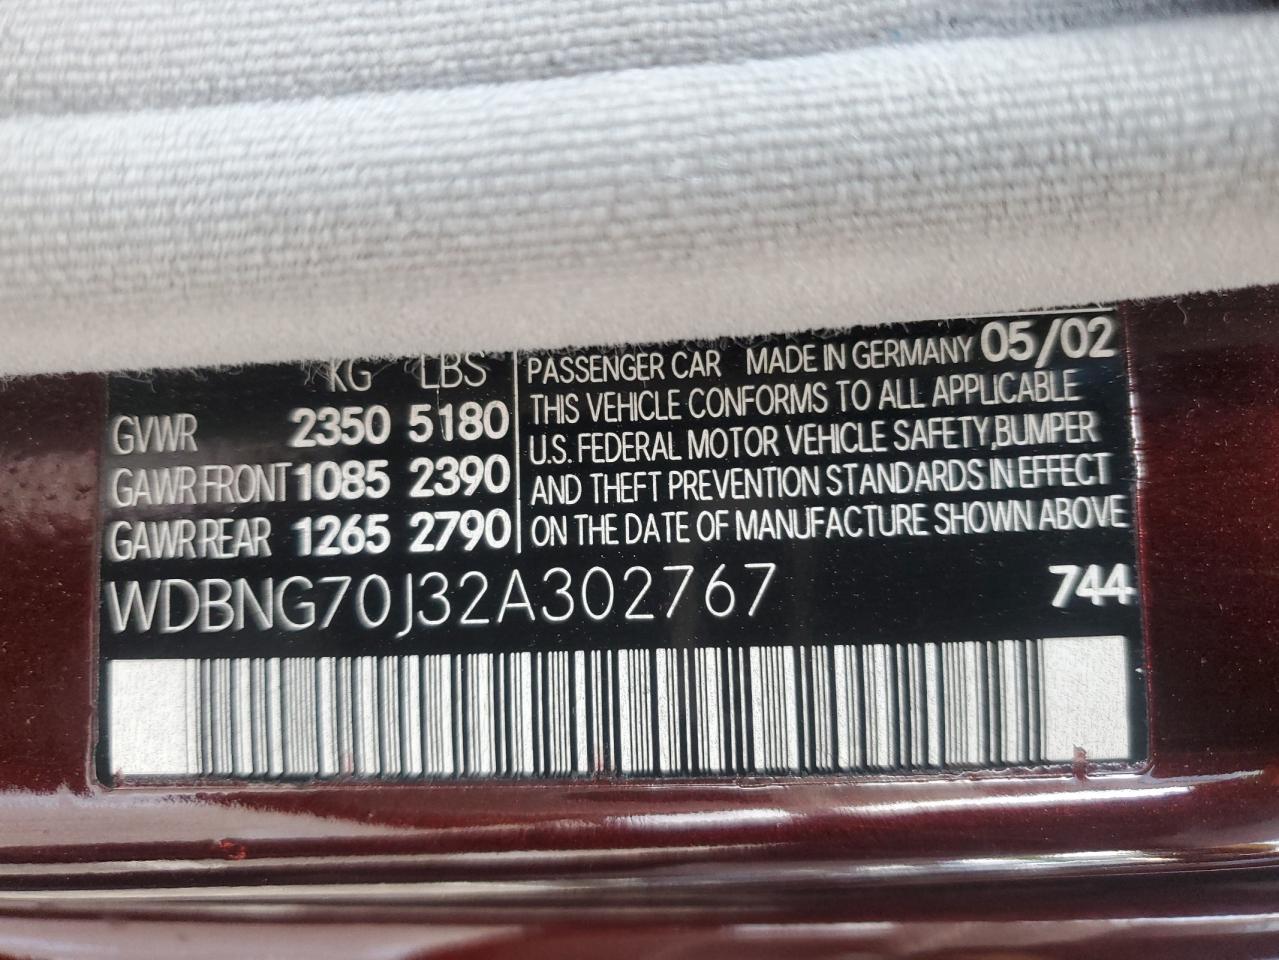 KG LBS
GVWR 2350 5180
GAWR FRONT 1085 2390
GAWR REAR 1265 2790
PASSENGER CAR MADE IN GERMANY 05/02
THIS VEHICLE CONFORMS TO ALL APPLICABLE
U.S. FEDERAL MOTOR VEHICLE SAFETY, BUMPER
AND THEFT PREVENTION STANDARDS IN EFFECT
ON THE DATE OF MANUFACTURE SHOWN ABOVE
WDBNG70J32A302767 744